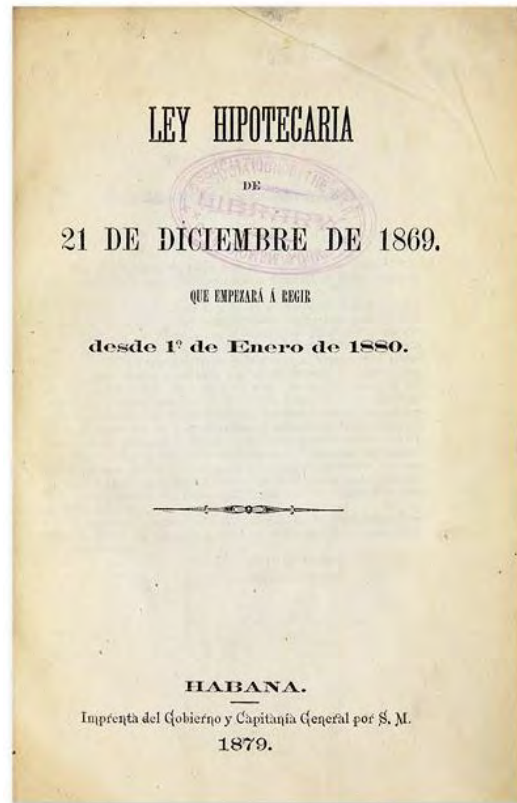 LEY HIPOTECARIA
DE
21 DE DICIEMBRE DE 1869.
QUE EMPEZARÁ Á REGIR
desde 1º de Enero de 1880.
HABANA.
Imprenta del Gobierno y Capitanía General por S. M.
1879.